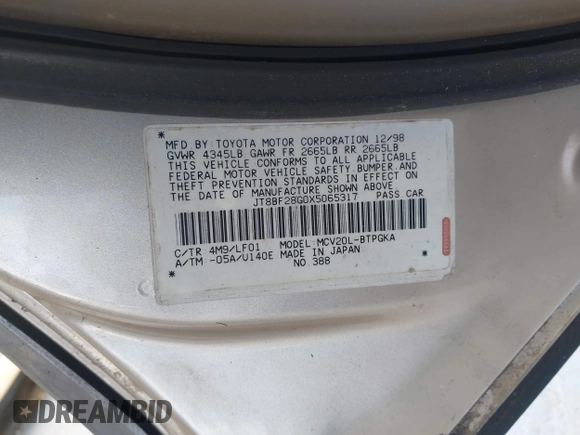 MFD BY: TOYOTA MOTOR CORPORATION 12/98
GVWR 4345LB GAWR FR 2665LB RR 2665LB
THIS VEHICLE CONFORMS TO ALL APPLICABLE
FEDERAL MOTOR VEHICLE SAFETY, BUMPER, AND
THEFT PREVENTION STANDARDS IN EFFECT ON
THE DATE OF MANUFACTURE SHOWN ABOVE.
JT8BF28G0X5065317 PASS.CAR
C/TR 4M9/LF01 MODEL: MCV20L-BTPGKA
A/TM -05A/U140E MADE IN JAPAN
NO.388
DREAMBID